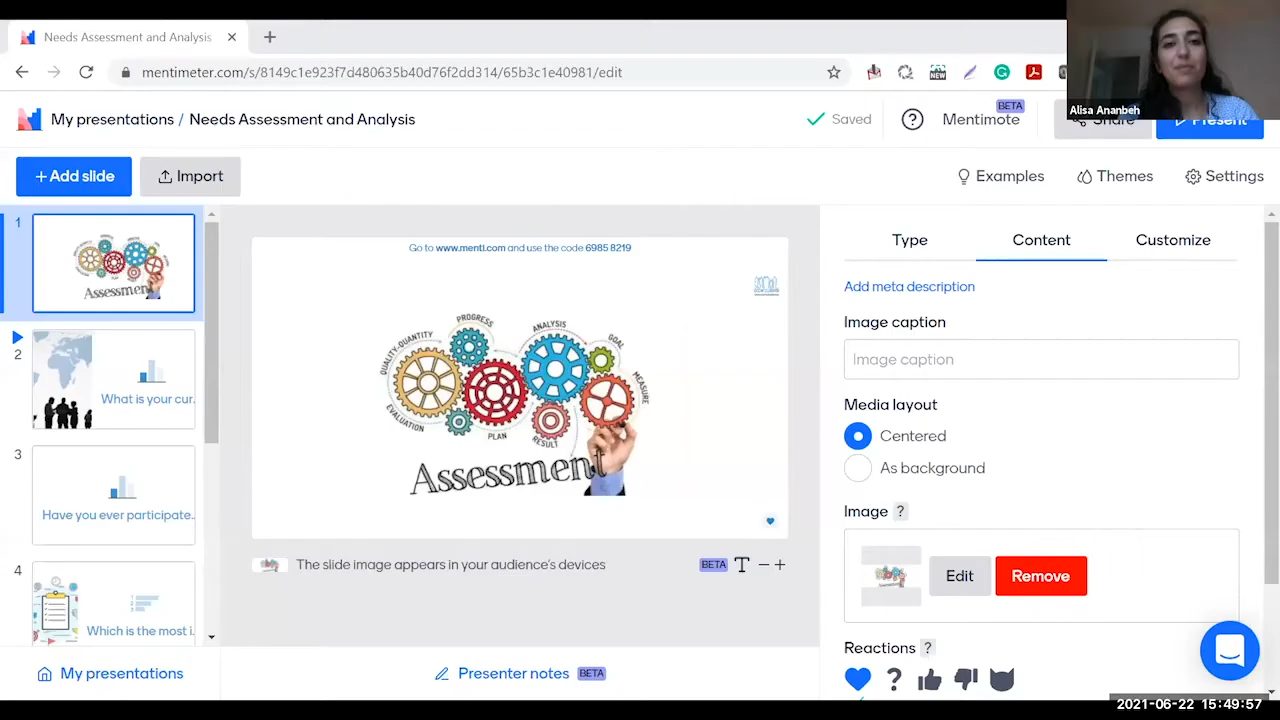 Needs Assessment and Analysis
mentimeter.com/s/8149c1e923f7d480635b40d76f2dd314/65b3c1e40981/edit
NEW
Alisa Ananbeh
My presentations / Needs Assessment and Analysis
Saved
Mentimote
BETA
Share
Present
+ Add slide
Import
Examples
Themes
Settings
1
Assessment
2
What is your cur.
3
Have you ever participate.
4
Which is the most i.
My presentations
Go to www.menti.com and use the code 6985 8219
PROGRESS
ANALYSIS
GOAL
QUALITY-QUANTITY
MEASURE
EVALUATION
PLAN
RESULT
Assessment
The slide image appears in your audience's devices
BETA T − +
Presenter notes BETA
Type
Content
Customize
Add meta description
Image caption
Image caption
Media layout
Centered
As background
Image ?
Edit
Remove
Reactions ?
?
2021-06-22 15:49:57